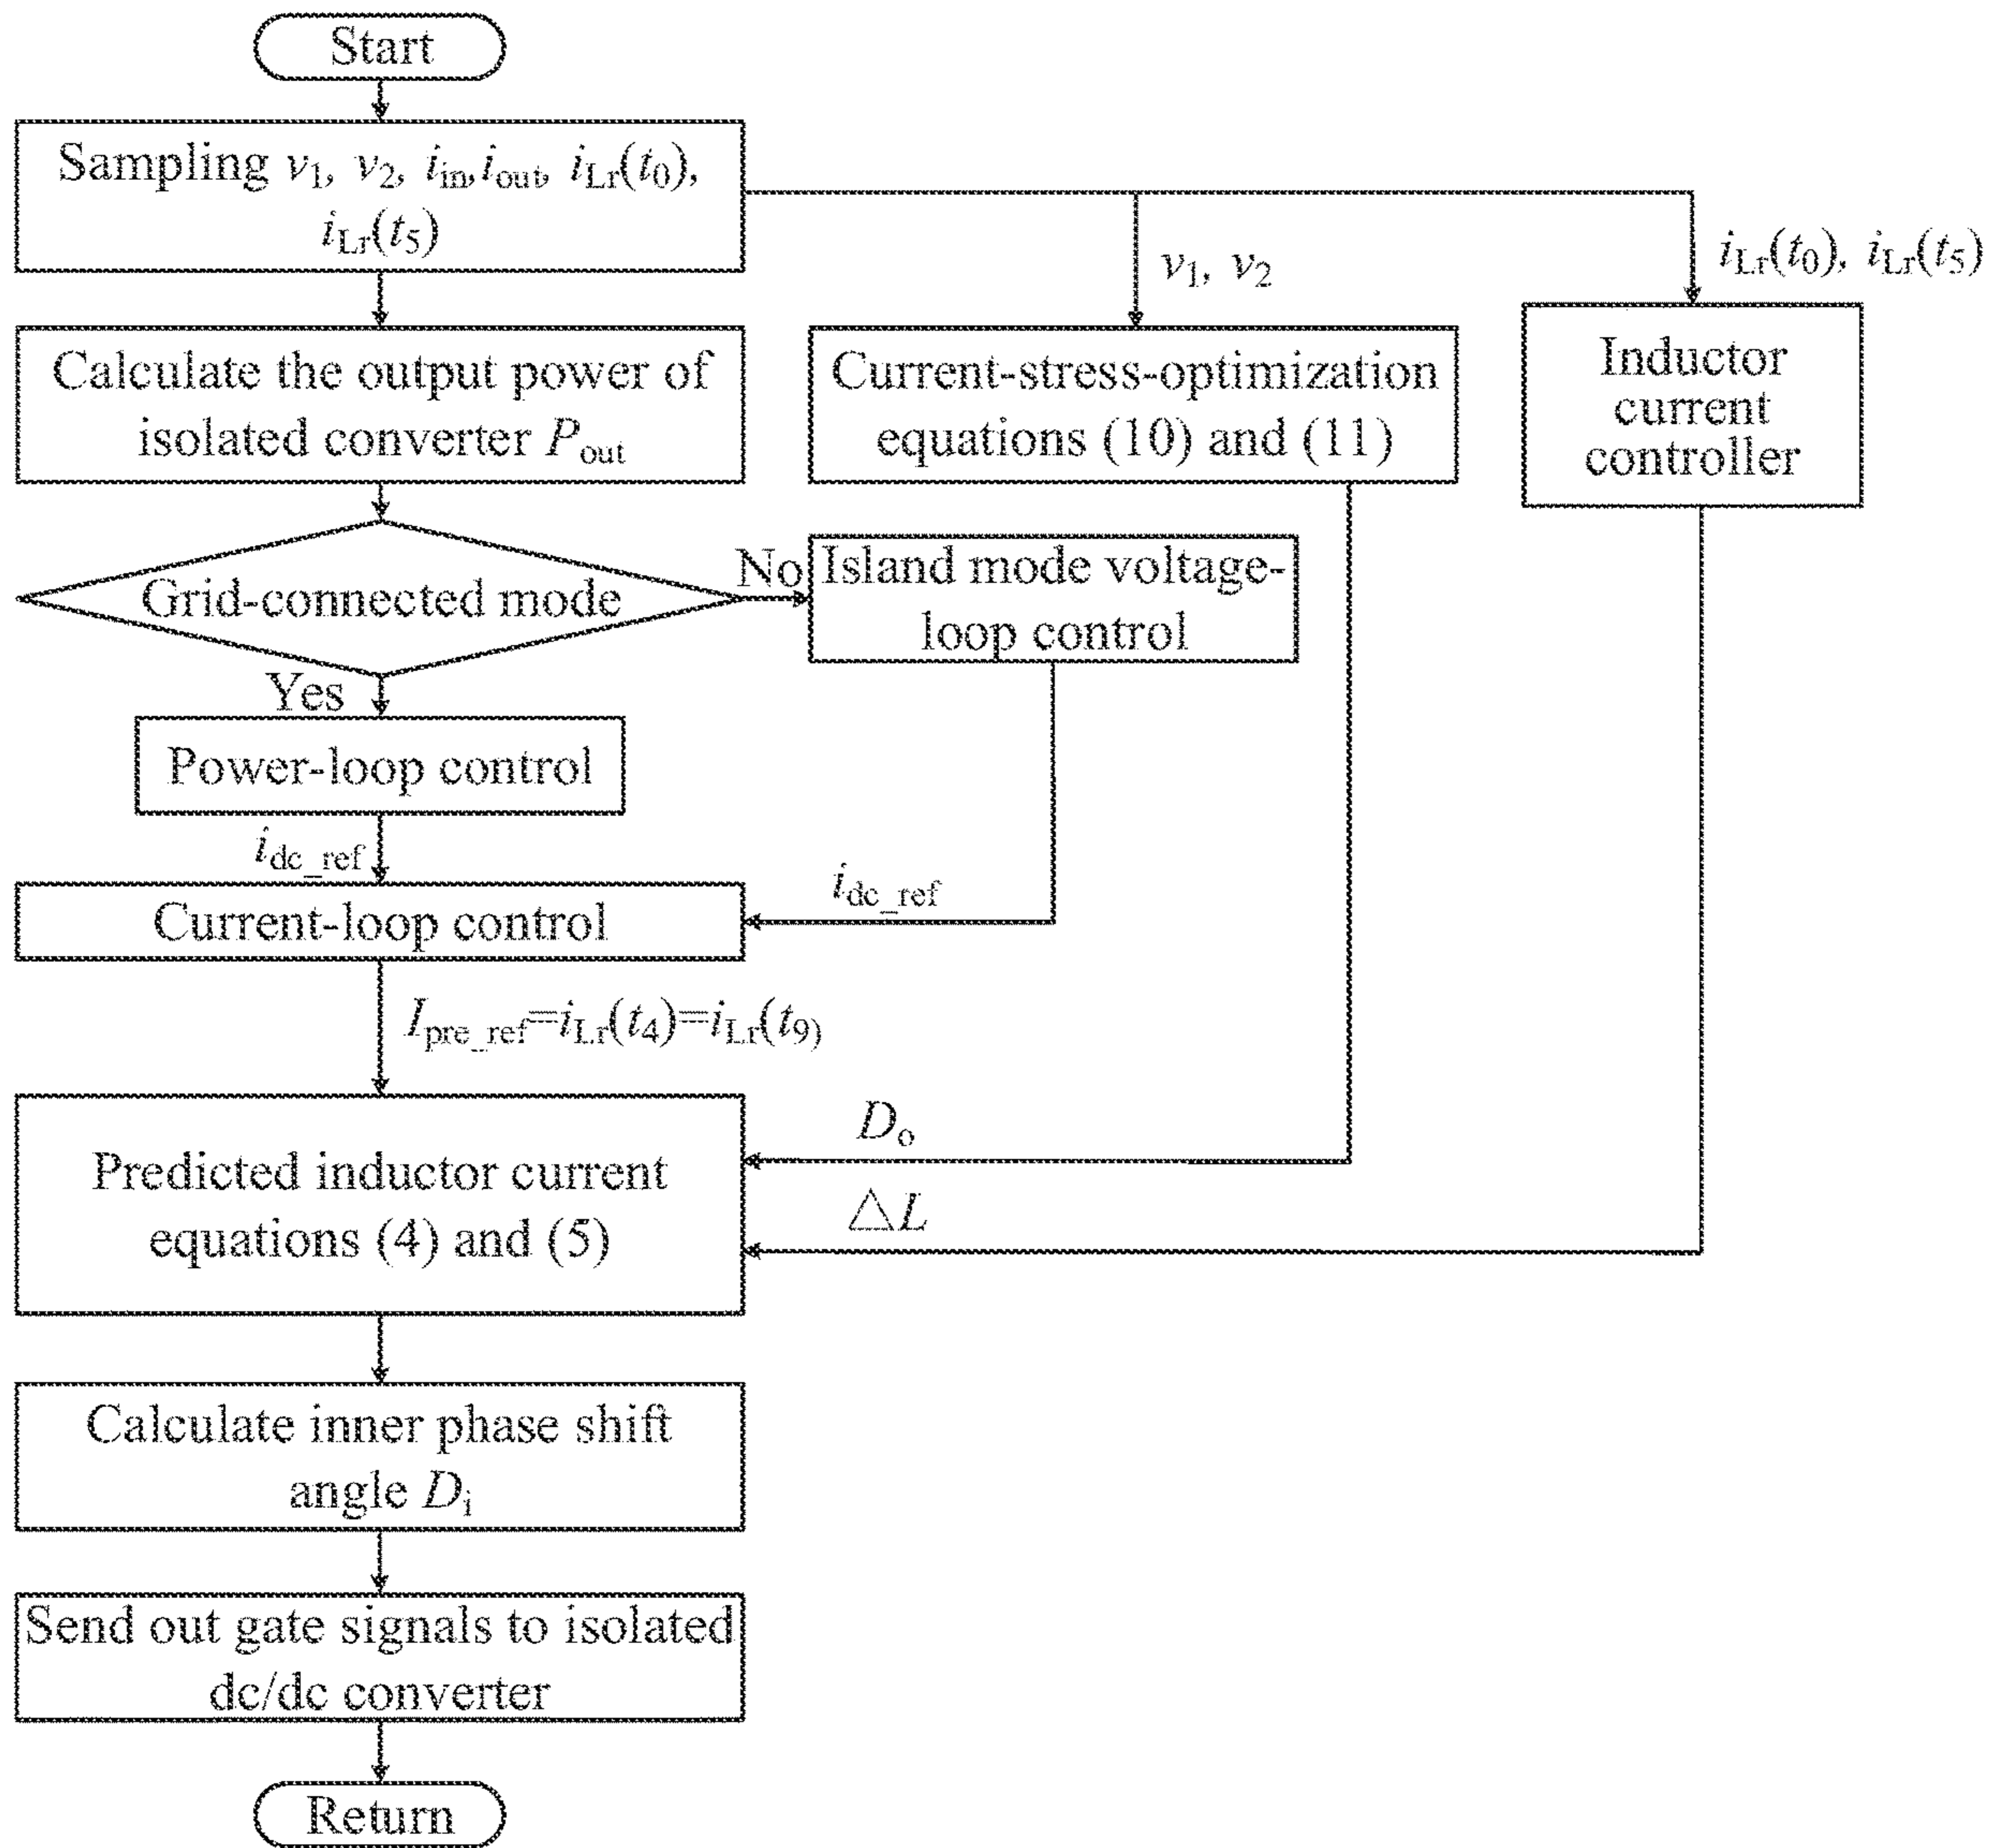 Start
Sampling v1, v2, iin,iout, iLr(t0),
iLr(t5)
v1, v2
iLr(t0), iLr(t5)
Calculate the output power of
isolated converter Pout
Current-stress-optimization
equations (10) and (11)
Inductor
current
controller
Grid-connected mode
No
Island mode voltage-
loop control
Yes
Power-loop control
idc_ref
idc_ref
Current-loop control
Ipre_ref=iLr(t4)=iLr(t9)
Do
Predicted inductor current
equations (4) and (5)
△L
Calculate inner phase shift
angle Di
Send out gate signals to isolated
dc/dc converter
Return